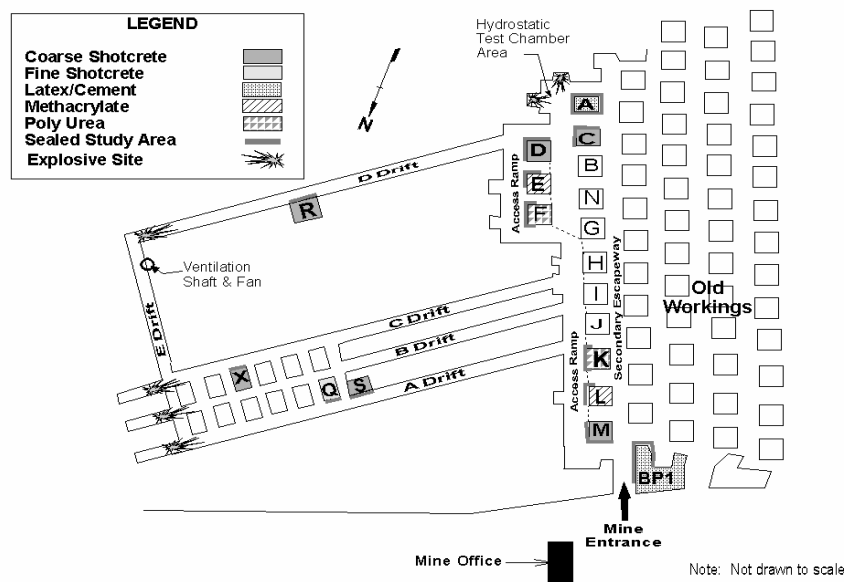 LEGEND
Coarse Shotcrete
Fine Shotcrete
Latex/Cement
Methacrylate
Poly Urea
Sealed Study Area
Explosive Site
Hydrostatic
Test Chamber
Area
N
A
C
D
B
E
N
F
G
H
I
J
K
L
M
BP1
R
X
Q
S
D Drift
Access Ramp
Ventilation
Shaft & Fan
E Drift
C Drift
B Drift
A Drift
Access Ramp
Secondary Escapeway
Old
Workings
Mine
Entrance
Mine Office
Note: Not drawn to scale